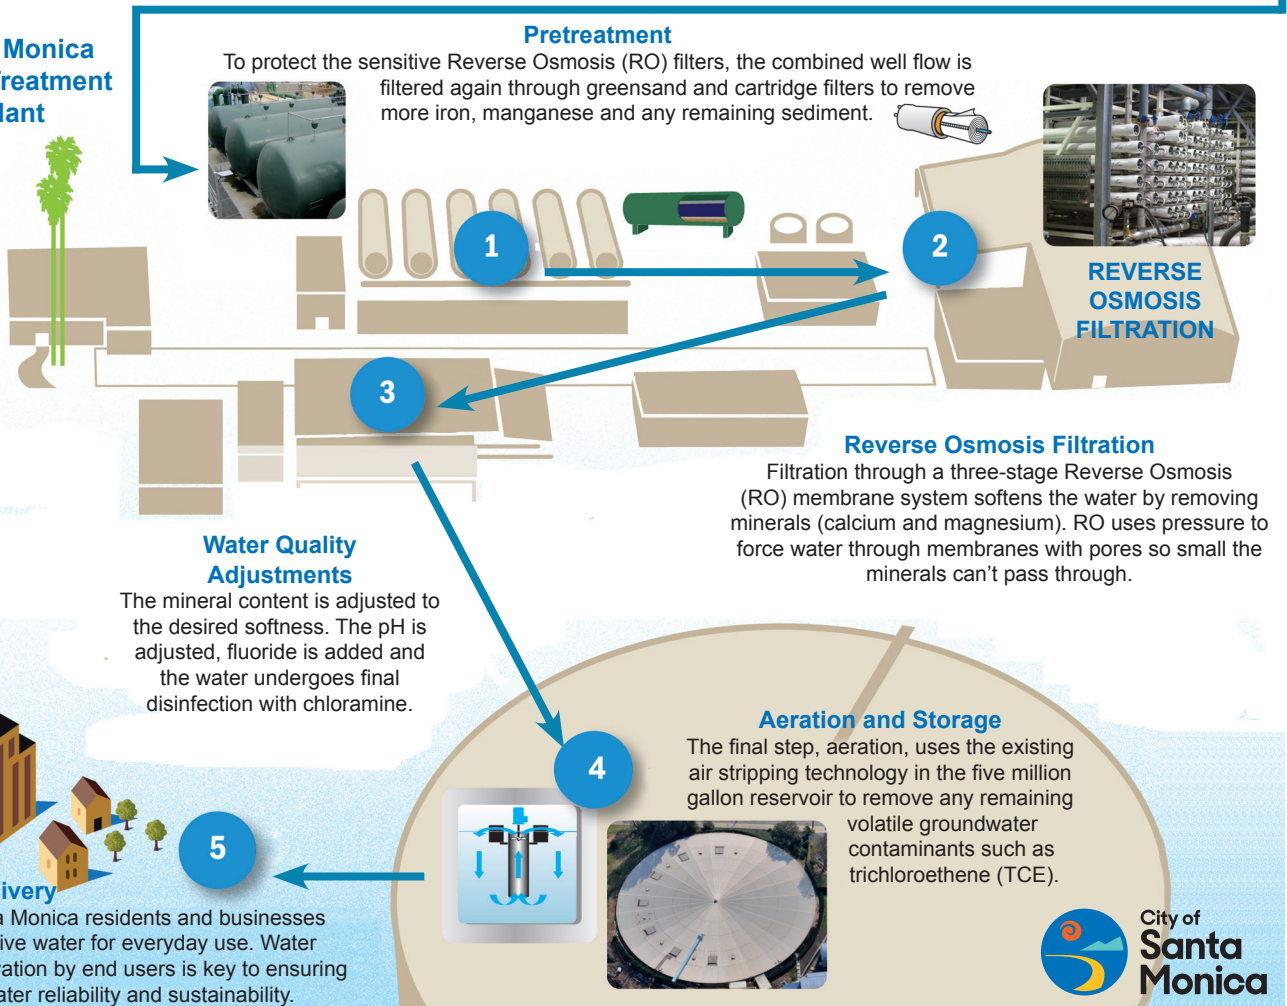 Monica
Treatment
Plant
Pretreatment
To protect the sensitive Reverse Osmosis (RO) filters, the combined well flow is
filtered again through greensand and cartridge filters to remove
more iron, manganese and any remaining sediment.
1
2
REVERSE
OSMOSIS
FILTRATION
3
Reverse Osmosis Filtration
Filtration through a three-stage Reverse Osmosis
(RO) membrane system softens the water by removing
minerals (calcium and magnesium). RO uses pressure to
force water through membranes with pores so small the
minerals can't pass through.
Water Quality
Adjustments
The mineral content is adjusted to
the desired softness. The pH is
adjusted, fluoride is added and
the water undergoes final
disinfection with chloramine.
4
Aeration and Storage
The final step, aeration, uses the existing
air stripping technology in the five million
gallon reservoir to remove any remaining
volatile groundwater
contaminants such as
trichloroethene (TCE).
5
ivery
a Monica residents and businesses
ive water for everyday use. Water
vation by end users is key to ensuring
ater reliability and sustainability.
City of
Santa
Monica